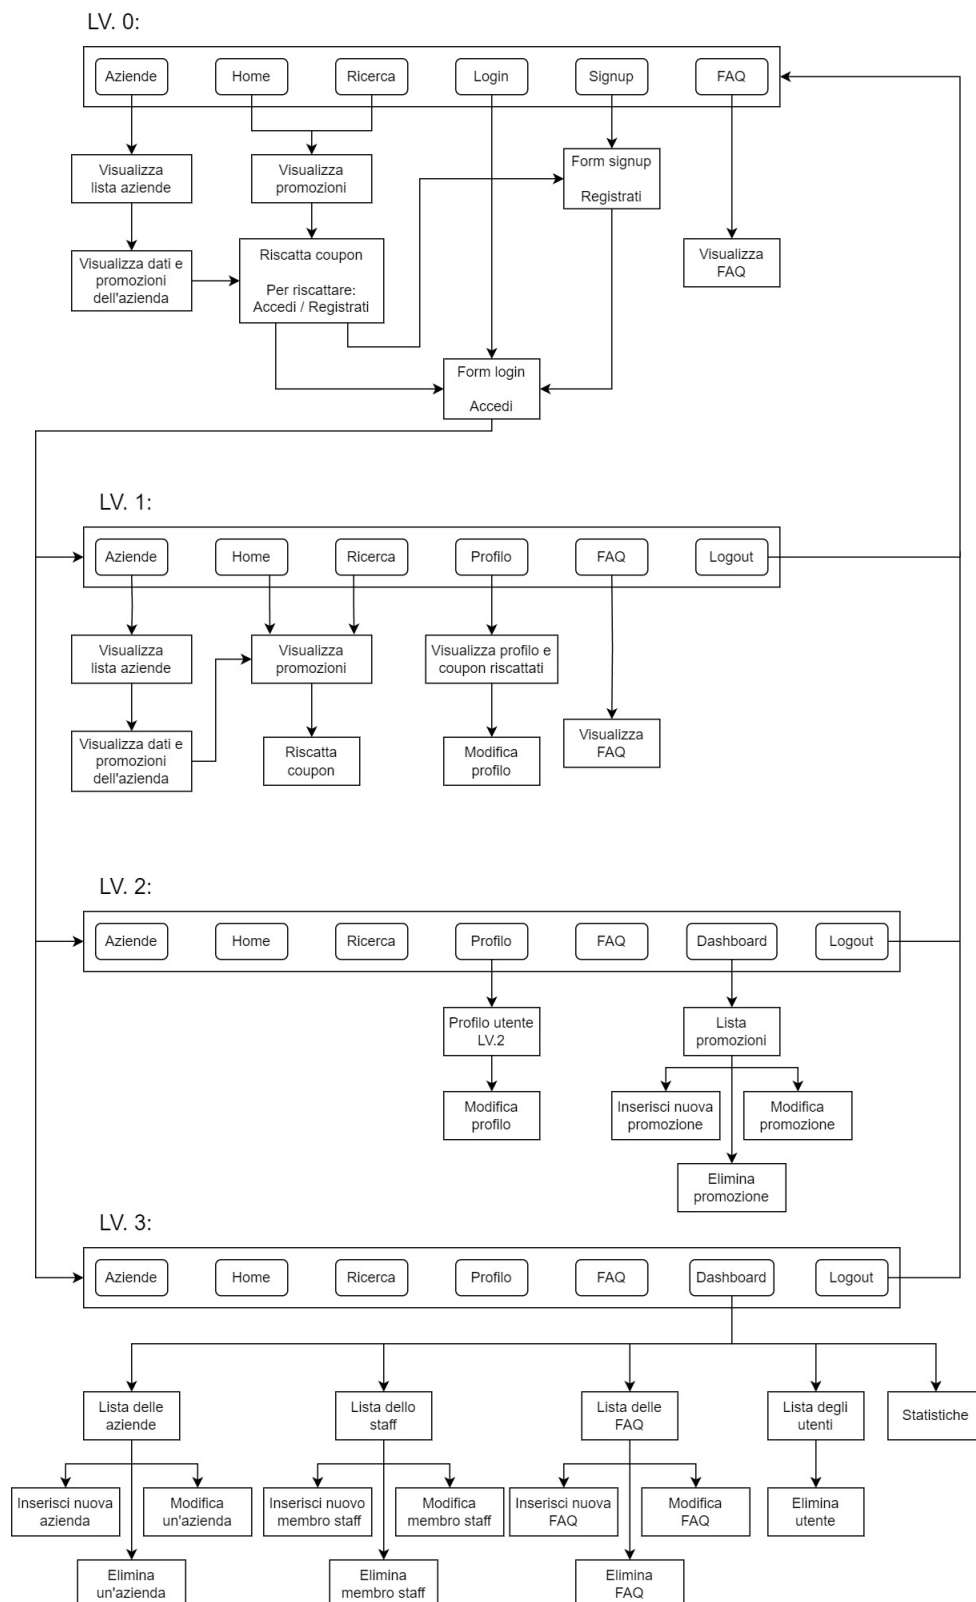 LV. 0:
Aziende
Home
Ricerca
Login
Signup
FAQ
Visualizza
lista aziende
Visualizza
promozioni
Form signup
Registrati
Visualizza
FAQ
Visualizza dati e
promozioni
dell'azienda
Riscatta coupon
Per riscattare:
Accedi / Registrati
Form login
Accedi
LV. 1:
Aziende
Home
Ricerca
Profilo
FAQ
Logout
Visualizza
lista aziende
Visualizza
promozioni
Visualizza profilo e
coupon riscattati
Visualizza
FAQ
Visualizza dati e
promozioni
dell'azienda
Riscatta
coupon
Modifica
profilo
LV. 2:
Aziende
Home
Ricerca
Profilo
FAQ
Dashboard
Logout
Profilo utente
LV.2
Lista
promozioni
Modifica
profilo
Inserisci nuova
promozione
Modifica
promozione
Elimina
promozione
LV. 3:
Aziende
Home
Ricerca
Profilo
FAQ
Dashboard
Logout
Lista delle
aziende
Lista dello
staff
Lista delle
FAQ
Lista degli
utenti
Statistiche
Inserisci nuova
azienda
Modifica
un'azienda
Inserisci nuovo
membro staff
Modifica
membro staff
Inserisci nuova
FAQ
Modifica
FAQ
Elimina
utente
Elimina
un'azienda
Elimina
membro staff
Elimina
FAQ